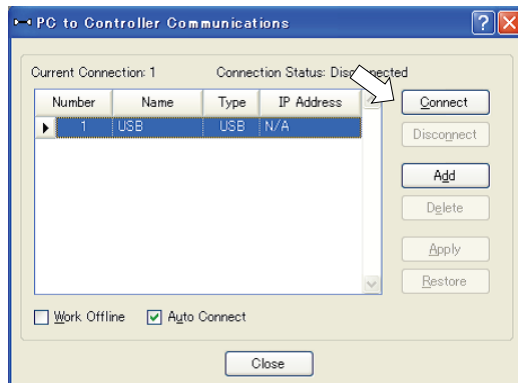 PC to Controller Communications
Current Connection: 1 Connection Status: Disconnected
Number Name Type IP Address
1 USB USB N/A
Connect
Disconnect
Add
Delete
Apply
Restore
Work Offline Auto Connect
Close